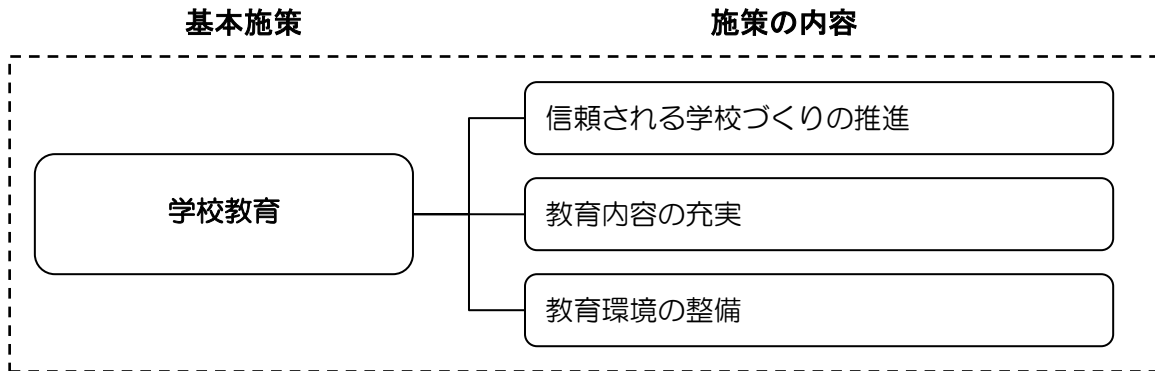 基本施策
施策の内容
学校教育
信頼される学校づくりの推進
教育内容の充実
教育環境の整備